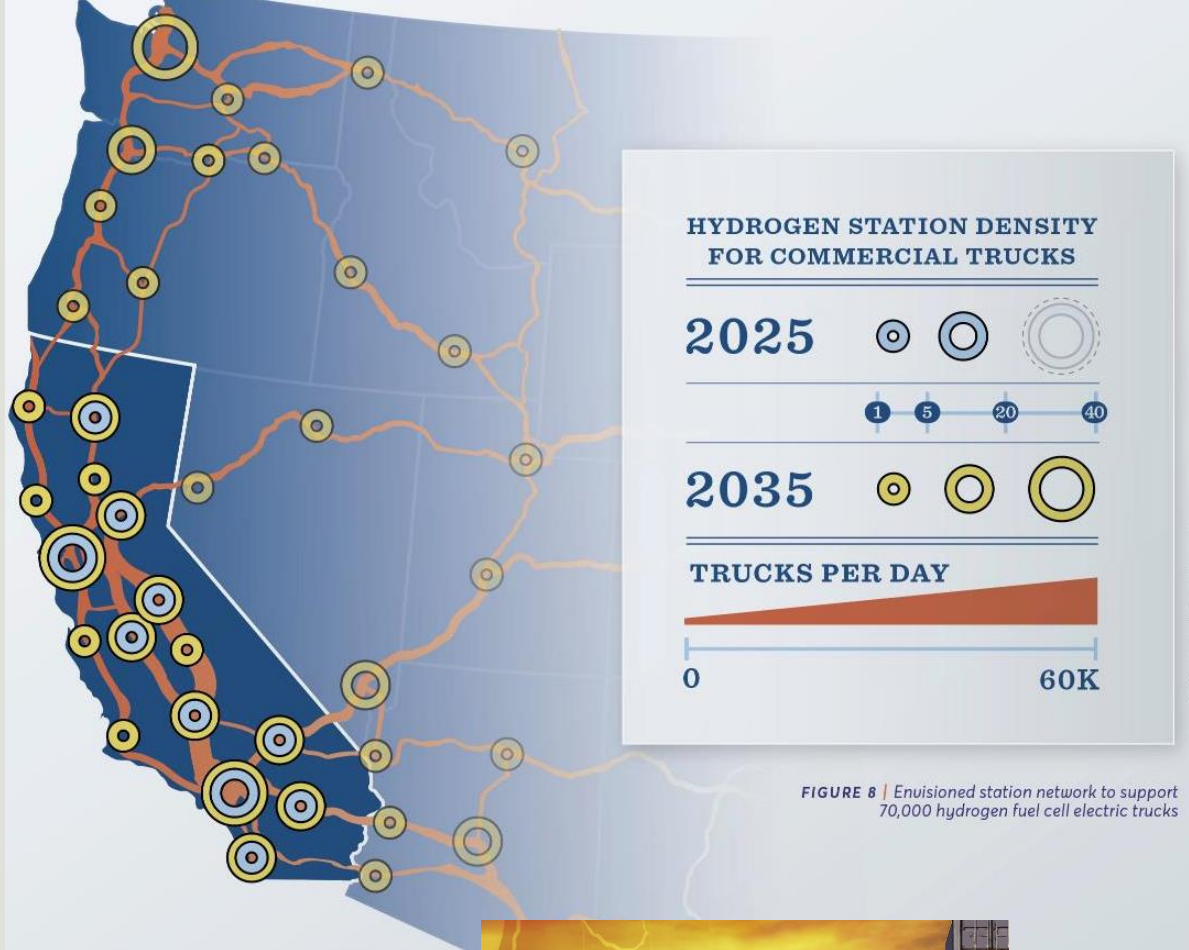 HYDROGEN STATION DENSITY
FOR COMMERCIAL TRUCKS
2025
1 5 20 40
2035
TRUCKS PER DAY
0 60K
FIGURE 8 | Envisioned station network to support
70,000 hydrogen fuel cell electric trucks